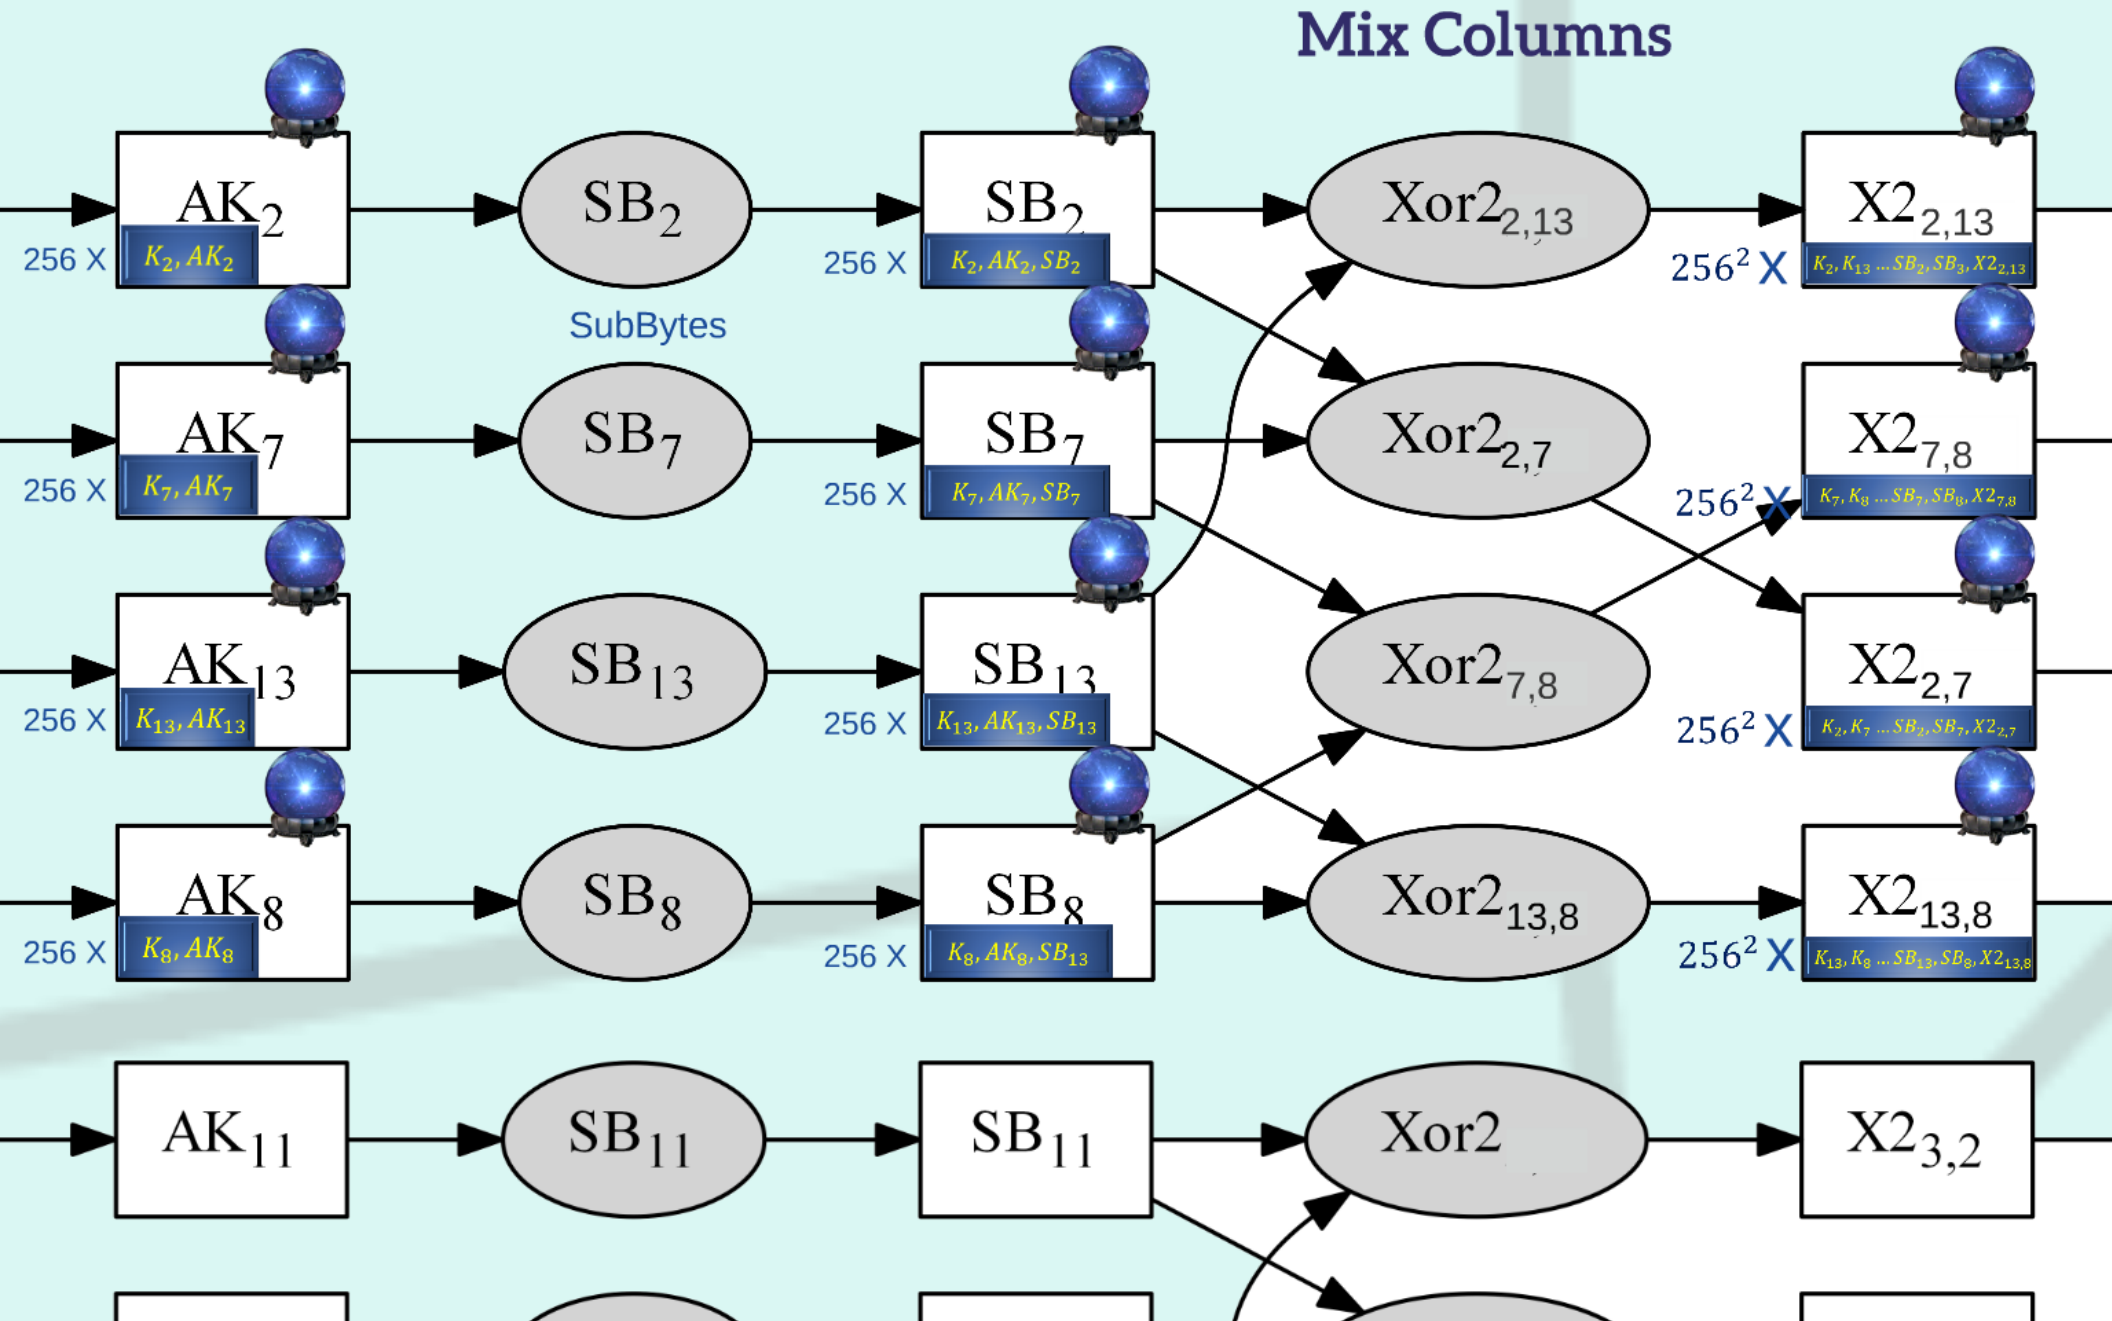 Mix Columns
AK2 SB2 SB2 Xor22,13 X22,13
256 X K2, AK2 256 X K2, AK2, SB2 256² X K2, K13 ... SB2, SB3, X22,13
SubBytes
AK7 SB7 SB7 Xor22,7 X27,8
256 X K7, AK7 256 X K7, AK7, SB7 256² X K7, K8 ... SB7, SB8, X27,8
AK13 SB13 SB13 Xor27,8 X22,7
256 X K13, AK13 256 X K13, AK13, SB13 256² X K2, K7 ... SB2, SB7, X22,7
AK8 SB8 SB8 Xor213,8 X213,8
256 X K8, AK8 256 X K8, AK8, SB13 256² X K13, K8 ... SB13, SB8, X213,8
AK11 SB11 SB11 Xor2 X23,2